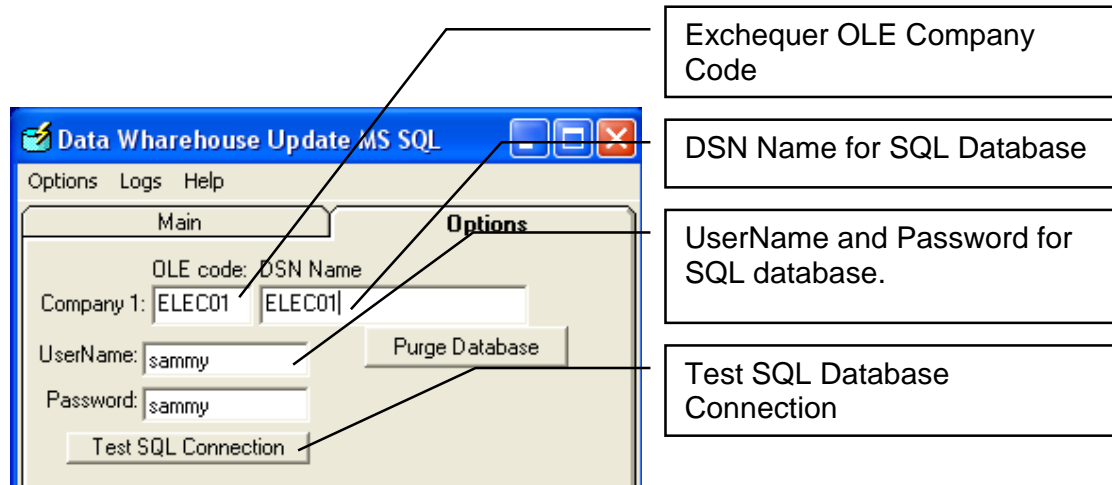 Exchequer OLE Company
Code
Data Wharehouse Update MS SQL
DSN Name for SQL Database
Options Logs Help
Main Options
UserName and Password for
SQL database.
OLE code: DSN Name
Company 1: ELEC01 ELEC01
UserName: sammy Purge Database
Password: sammy
Test SQL Database
Connection
Test SQL Connection